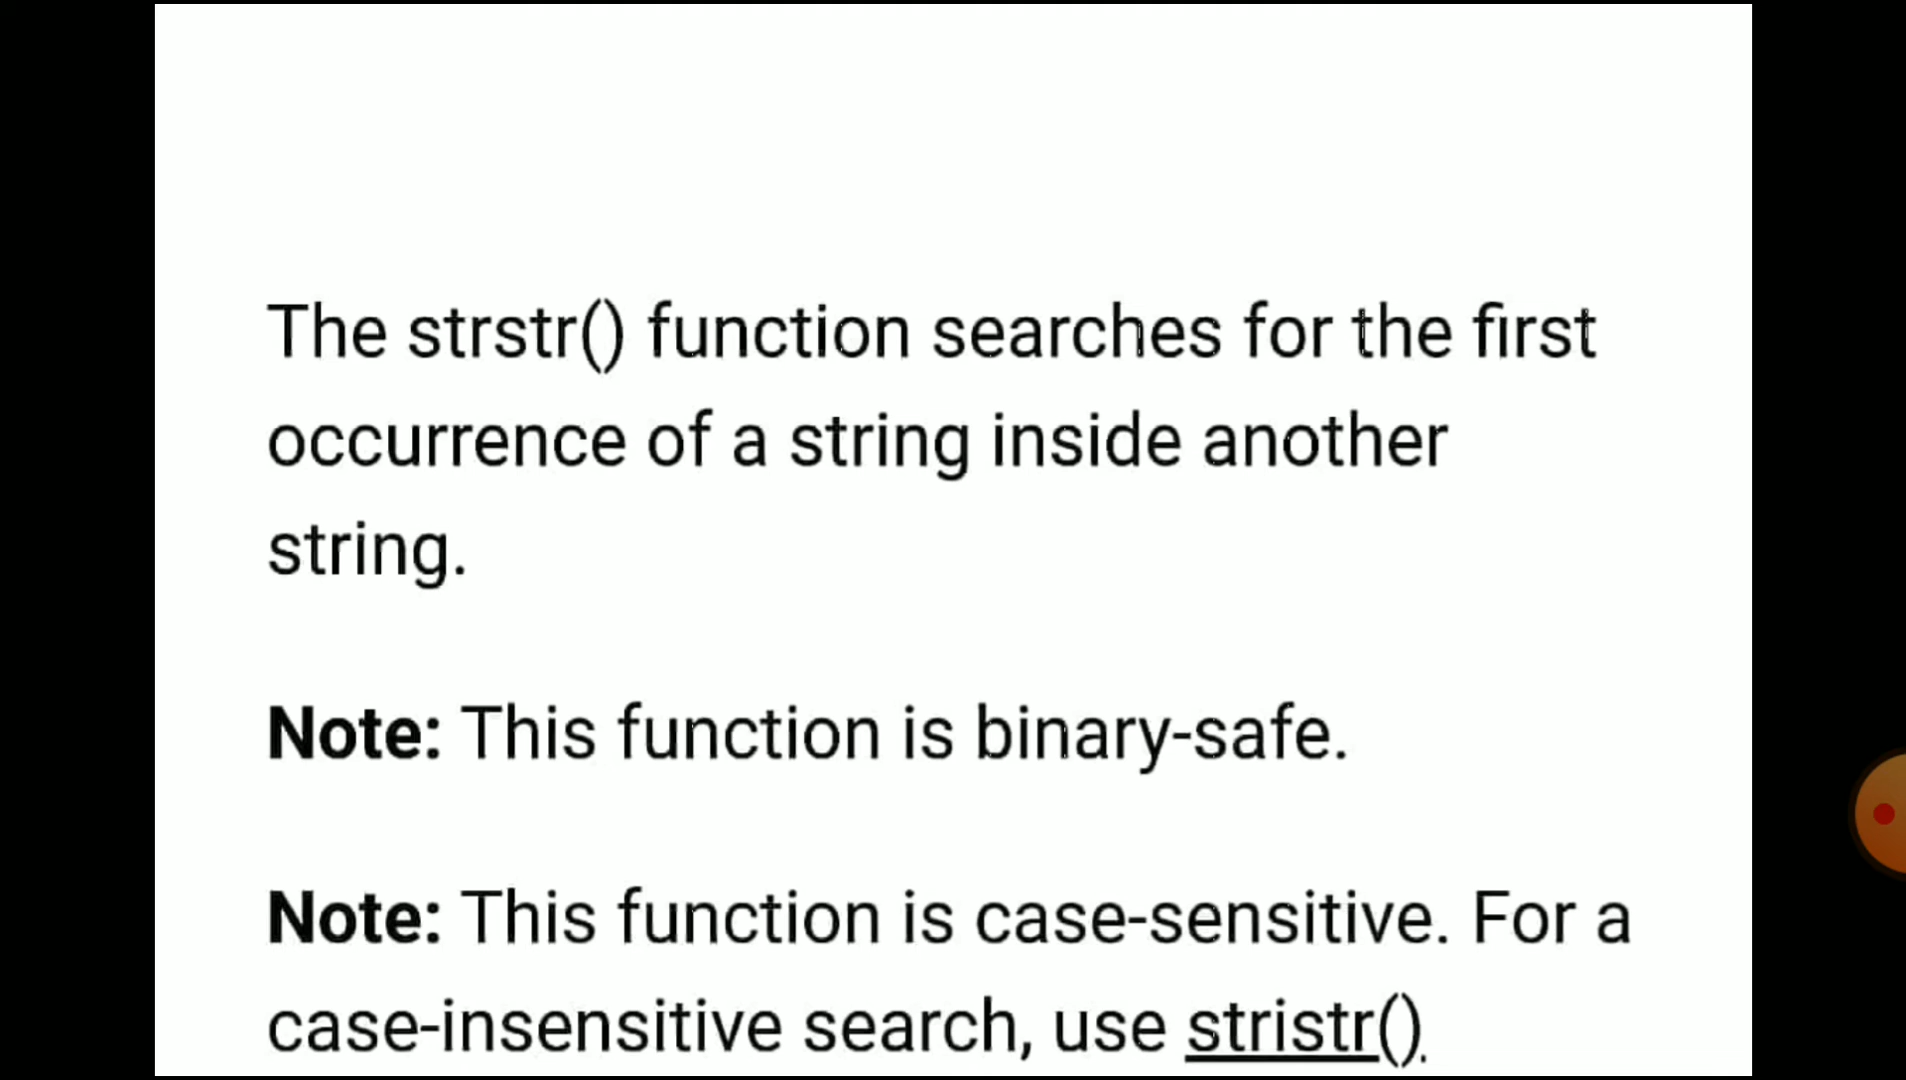 The strstr() function searches for the first
occurrence of a string inside another
string.
Note: This function is binary-safe.
Note: This function is case-sensitive. For a
case-insensitive search, use stristr().